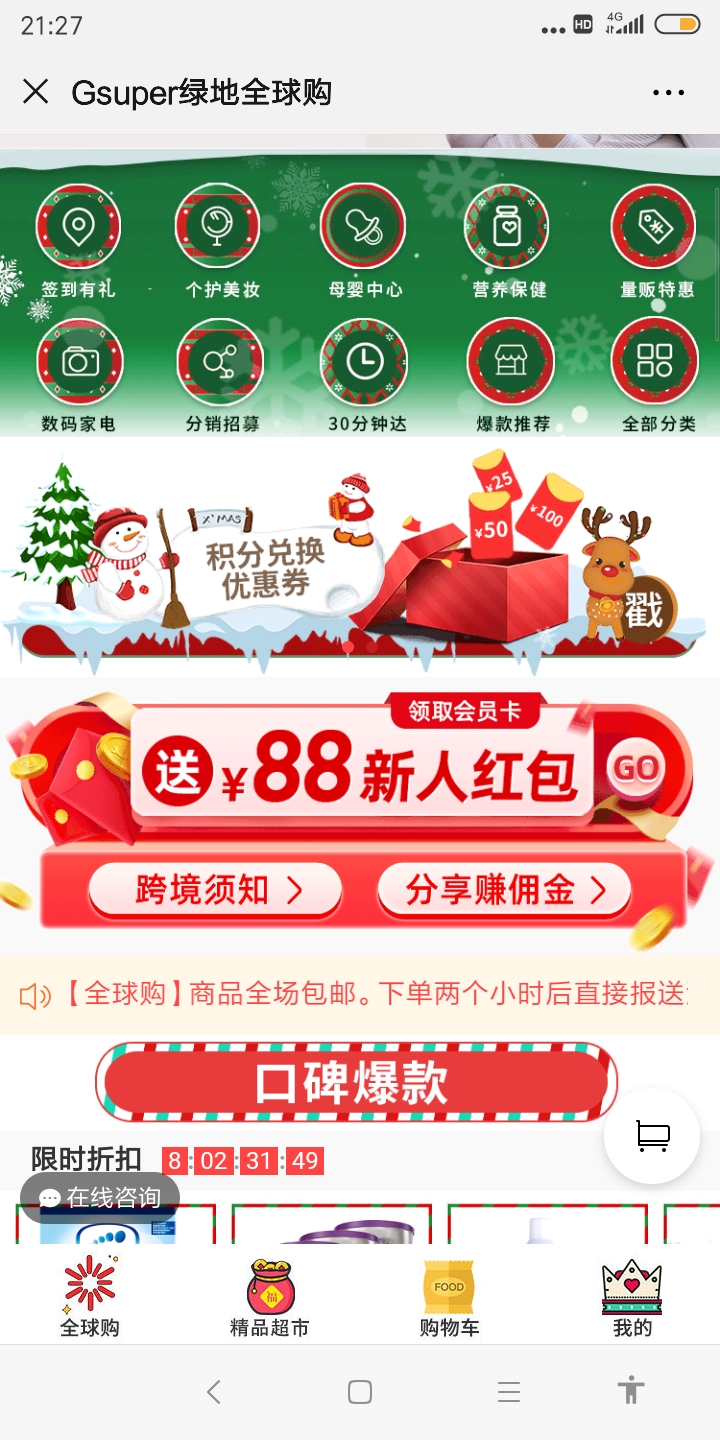 21:27
HD 4G
Gsuper绿地全球购
签到有礼 个护美妆 母婴中心 营养保健 量贩特惠
数码家电 分销招募 30分钟达 爆款推荐 全部分类
X'MAS
积分兑换
优惠券
¥25
¥50
¥100
戳
领取会员卡
送¥88新人红包
GO
跨境须知
分享赚佣金
【全球购】商品全场包邮。下单两个小时后直接报送
口碑爆款
限时折扣 8:02:31:49
在线咨询
福
FOOD
全球购 精品超市 购物车 我的